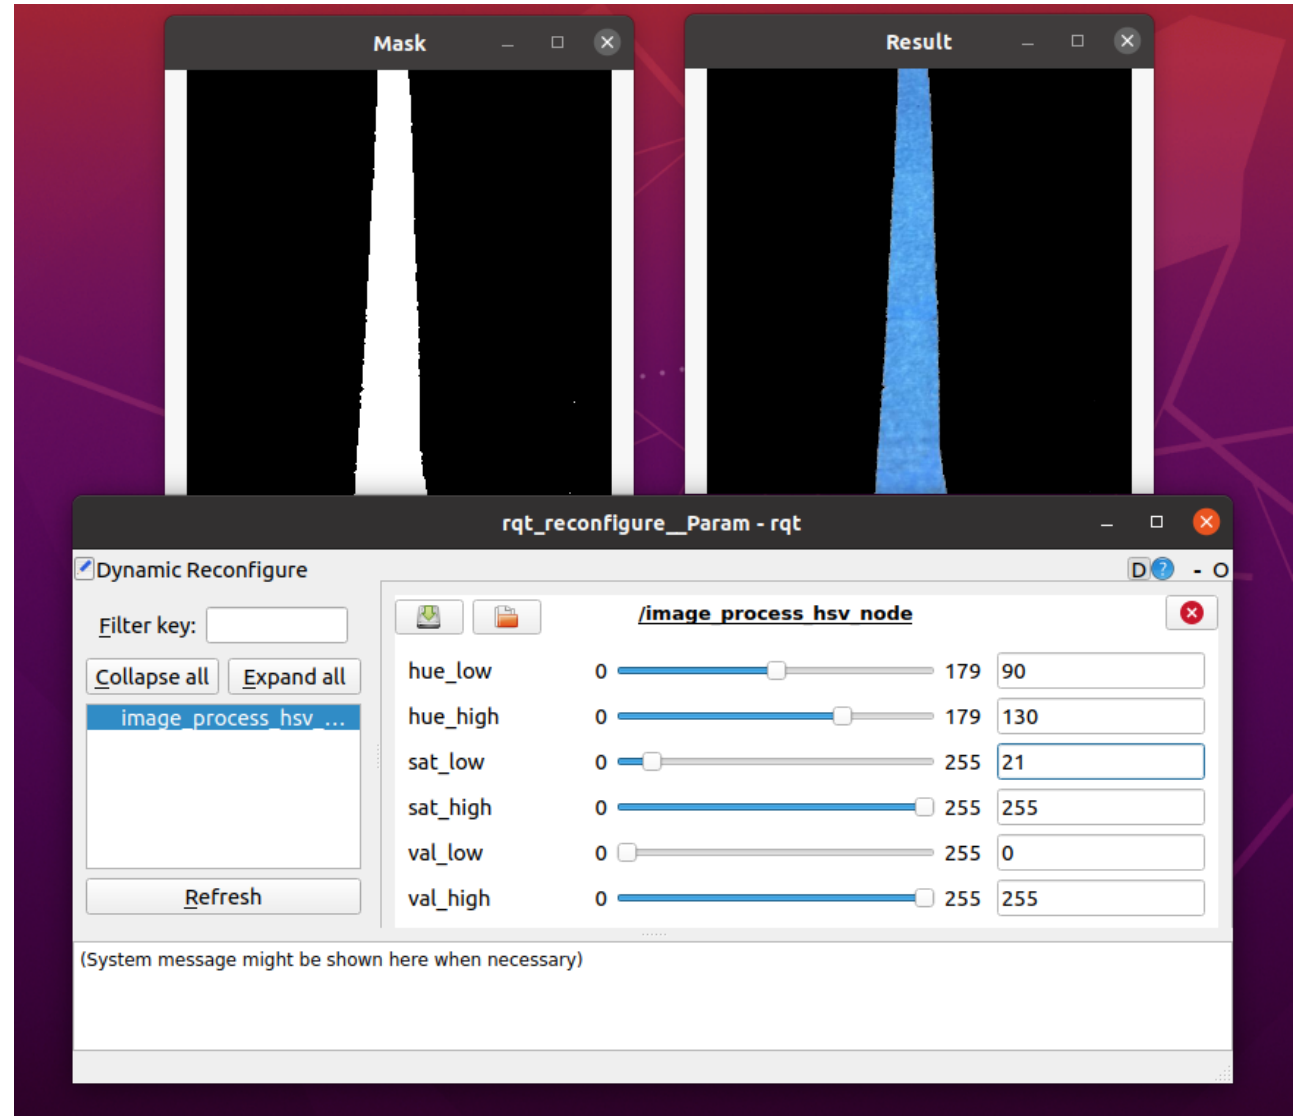 Mask
Result
rqt_reconfigure__Param - rqt
Dynamic Reconfigure
D ? - O
Filter key:
/image_process_hsv_node
Collapse all Expand all
image_process_hsv_...
Refresh
hue_low 0 179 90
hue_high 0 179 130
sat_low 0 255 21
sat_high 0 255 255
val_low 0 255 0
val_high 0 255 255
(System message might be shown here when necessary)